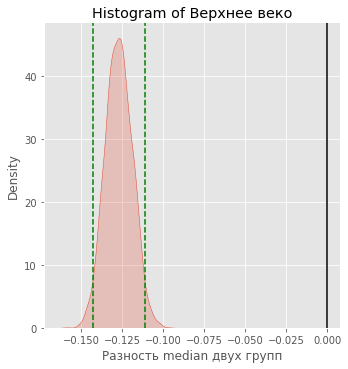 Histogram of Верхнее веко
Density
40
30
20
10
0
−0.150 −0.125 −0.100 −0.075 −0.050 −0.025 0.000
Разность median двух групп